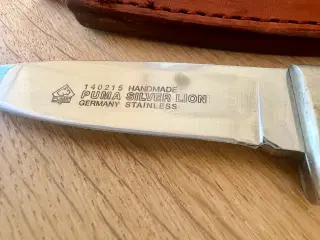 140215 HANDMADE
PUMA SILVER LION
GERMANY STAINLESS